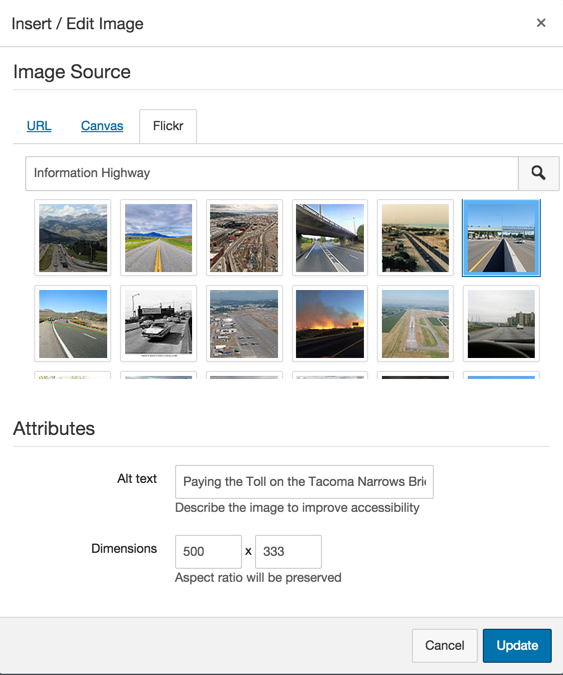 Insert / Edit Image
×
Image Source
URL
Canvas
Flickr
Information Highway
Attributes
Alt text
Paying the Toll on the Tacoma Narrows Bri
Describe the image to improve accessibility
Dimensions
500 x 333
Aspect ratio will be preserved
Cancel
Update